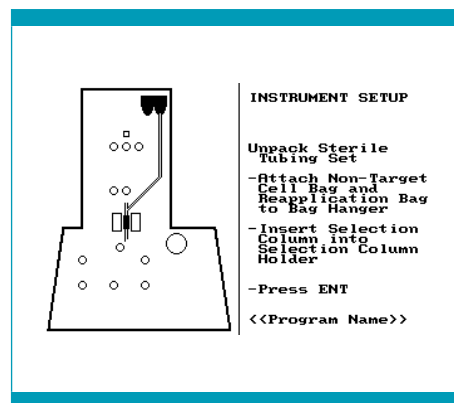 INSTRUMENT SETUP
Unpack Sterile
Tubing Set
-Attach Non-Target
Cell Bag and
Reapplication Bag
to Bag Hanger
-Insert Selection
Column into
Selection Column
Holder
-Press ENT
<<Program Name>>